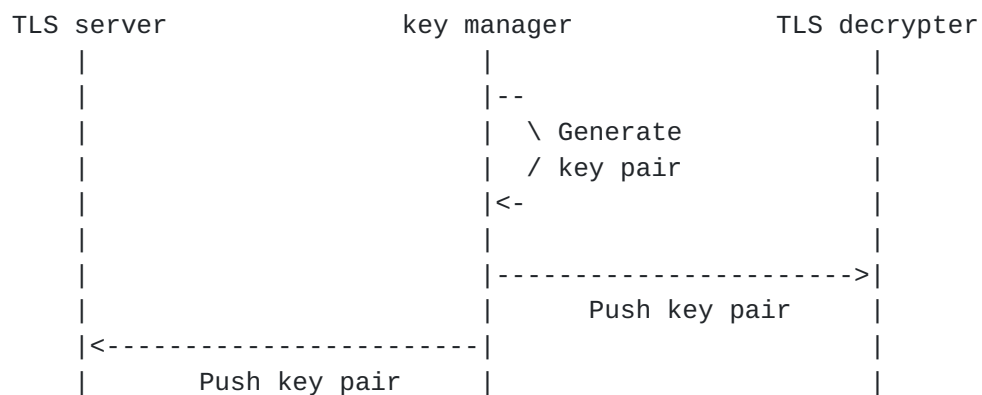 TLS server key manager TLS decrypter
\ Generate
/ key pair
Push key pair
Push key pair